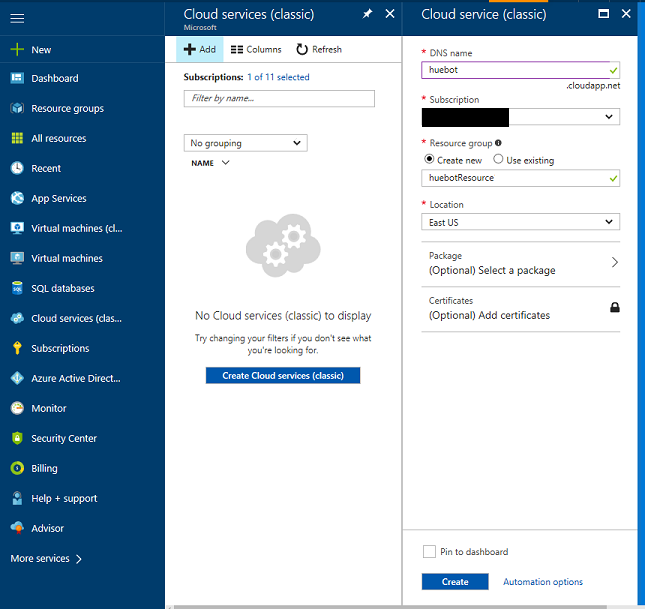 New
Dashboard
Resource groups
All resources
Recent
App Services
Virtual machines (cl...
Virtual machines
SQL databases
Cloud services (clas...
Subscriptions
Azure Active Direct...
Monitor
Security Center
Billing
Help + support
Advisor
More services
Cloud services (classic)
Microsoft
Add Columns Refresh
Subscriptions: 1 of 11 selected
Filter by name...
No grouping
NAME
No Cloud services (classic) to display
Try changing your filters if you don't see what
you're looking for.
Create Cloud services (classic)
Cloud service (classic)
* DNS name
huebot
.cloudapp.net
* Subscription
* Resource group
Create new Use existing
huebotResource
* Location
East US
Package
(Optional) Select a package
Certificates
(Optional) Add certificates
Pin to dashboard
Create Automation options